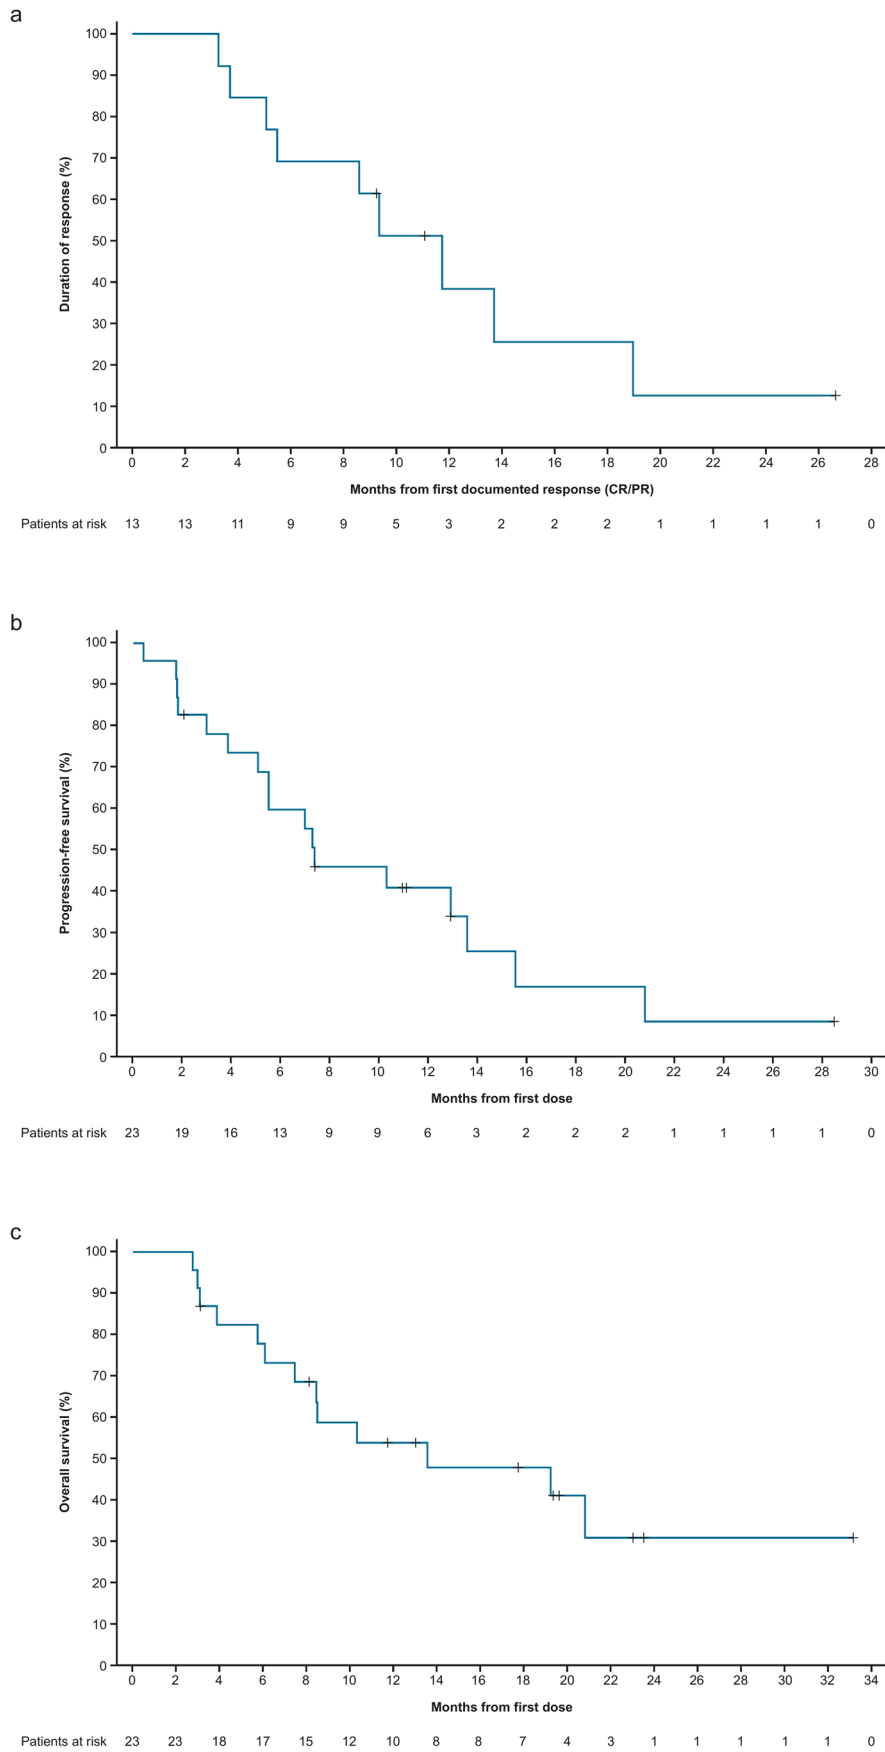 a
100
90
80
70
60
50
40
30
20
10
0
Duration of response (%)
0 2 4 6 8 10 12 14 16 18 20 22 24 26 28
Months from first documented response (CR/PR)
Patients at risk 13 13 11 9 9 5 3 2 2 2 1 1 1 1 0
b
100
90
80
70
60
50
40
30
20
10
0
Progression-free survival (%)
0 2 4 6 8 10 12 14 16 18 20 22 24 26 28 30
Months from first dose
Patients at risk 23 19 16 13 9 9 6 3 2 2 2 1 1 1 1 0
c
100
90
80
70
60
50
40
30
20
10
0
Overall survival (%)
0 2 4 6 8 10 12 14 16 18 20 22 24 26 28 30 32 34
Months from first dose
Patients at risk 23 23 18 17 15 12 10 8 8 7 4 3 1 1 1 1 1 0